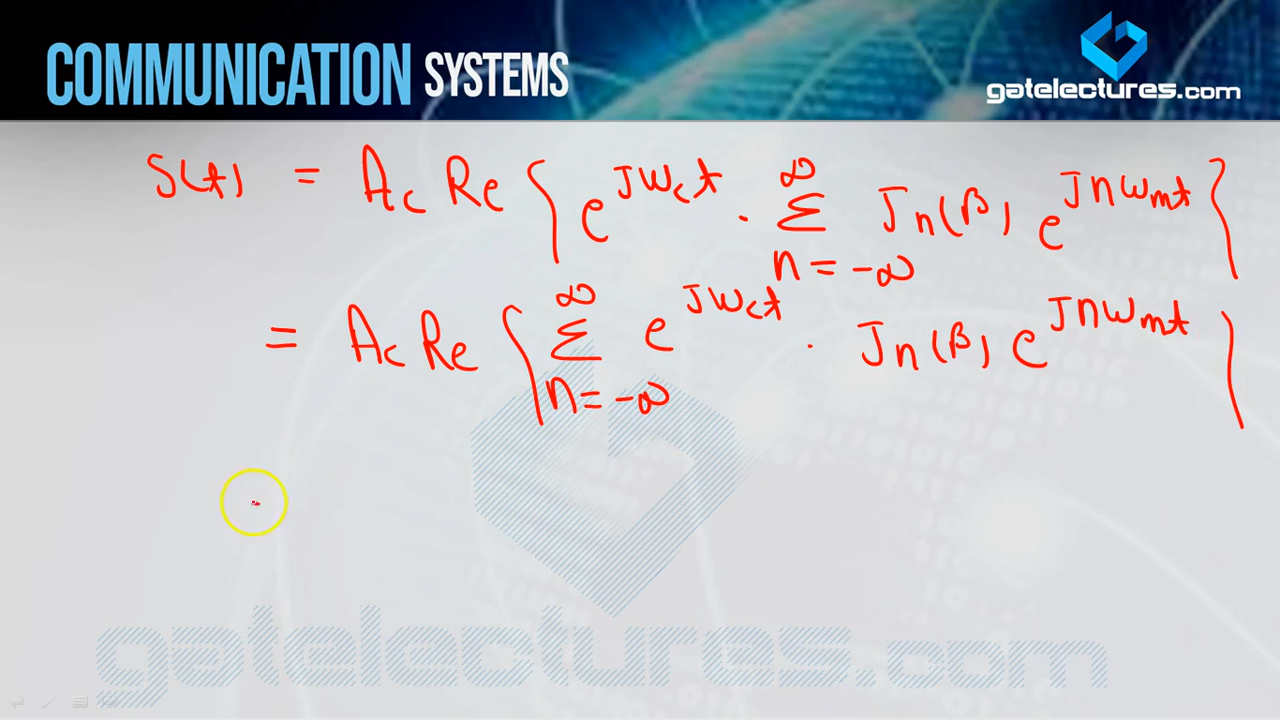 COMMUNICATION SYSTEMS
gatelectures.com
S(t) = Ac Re { e^{jωct} · Σ_{n=-∞}^{∞} Jn(β) e^{jnωmt} }
= Ac Re { Σ_{n=-∞}^{∞} e^{jωct} · Jn(β) e^{jnωmt} }
gatelectures.com